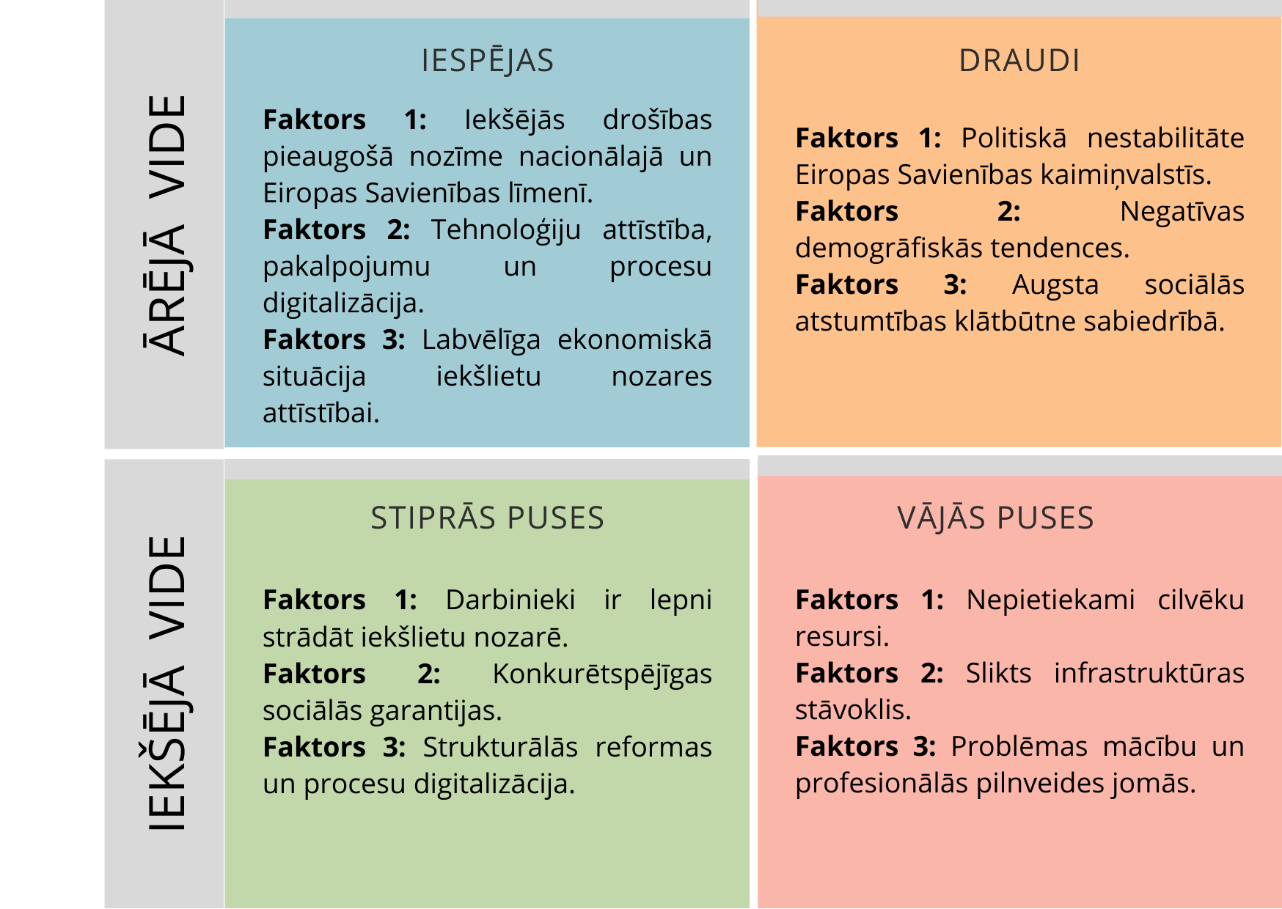 ĀRĒJĀ VIDE
IESPĒJAS
Faktors 1: Iekšējās drošības
pieaugošā nozīme nacionālajā un
Eiropas Savienības līmenī.
Faktors 2: Tehnoloģiju attīstība,
pakalpojumu un procesu
digitalizācija.
Faktors 3: Labvēlīga ekonomiskā
situācija iekšlietu nozares
attīstībai.
DRAUDI
Faktors 1: Politiskā nestabilitāte
Eiropas Savienības kaimiņvalstīs.
Faktors 2: Negatīvas
demogrāfiskās tendences.
Faktors 3: Augsta sociālās
atstumtības klātbūtne sabiedrībā.
IEKŠĒJĀ VIDE
STIPRĀS PUSES
Faktors 1: Darbinieki ir lepni
strādāt iekšlietu nozarē.
Faktors 2: Konkurētspējīgas
sociālās garantijas.
Faktors 3: Strukturālās reformas
un procesu digitalizācija.
VĀJĀS PUSES
Faktors 1: Nepietiekami cilvēku
resursi.
Faktors 2: Slikts infrastruktūras
stāvoklis.
Faktors 3: Problēmas mācību un
profesionālās pilnveides jomās.